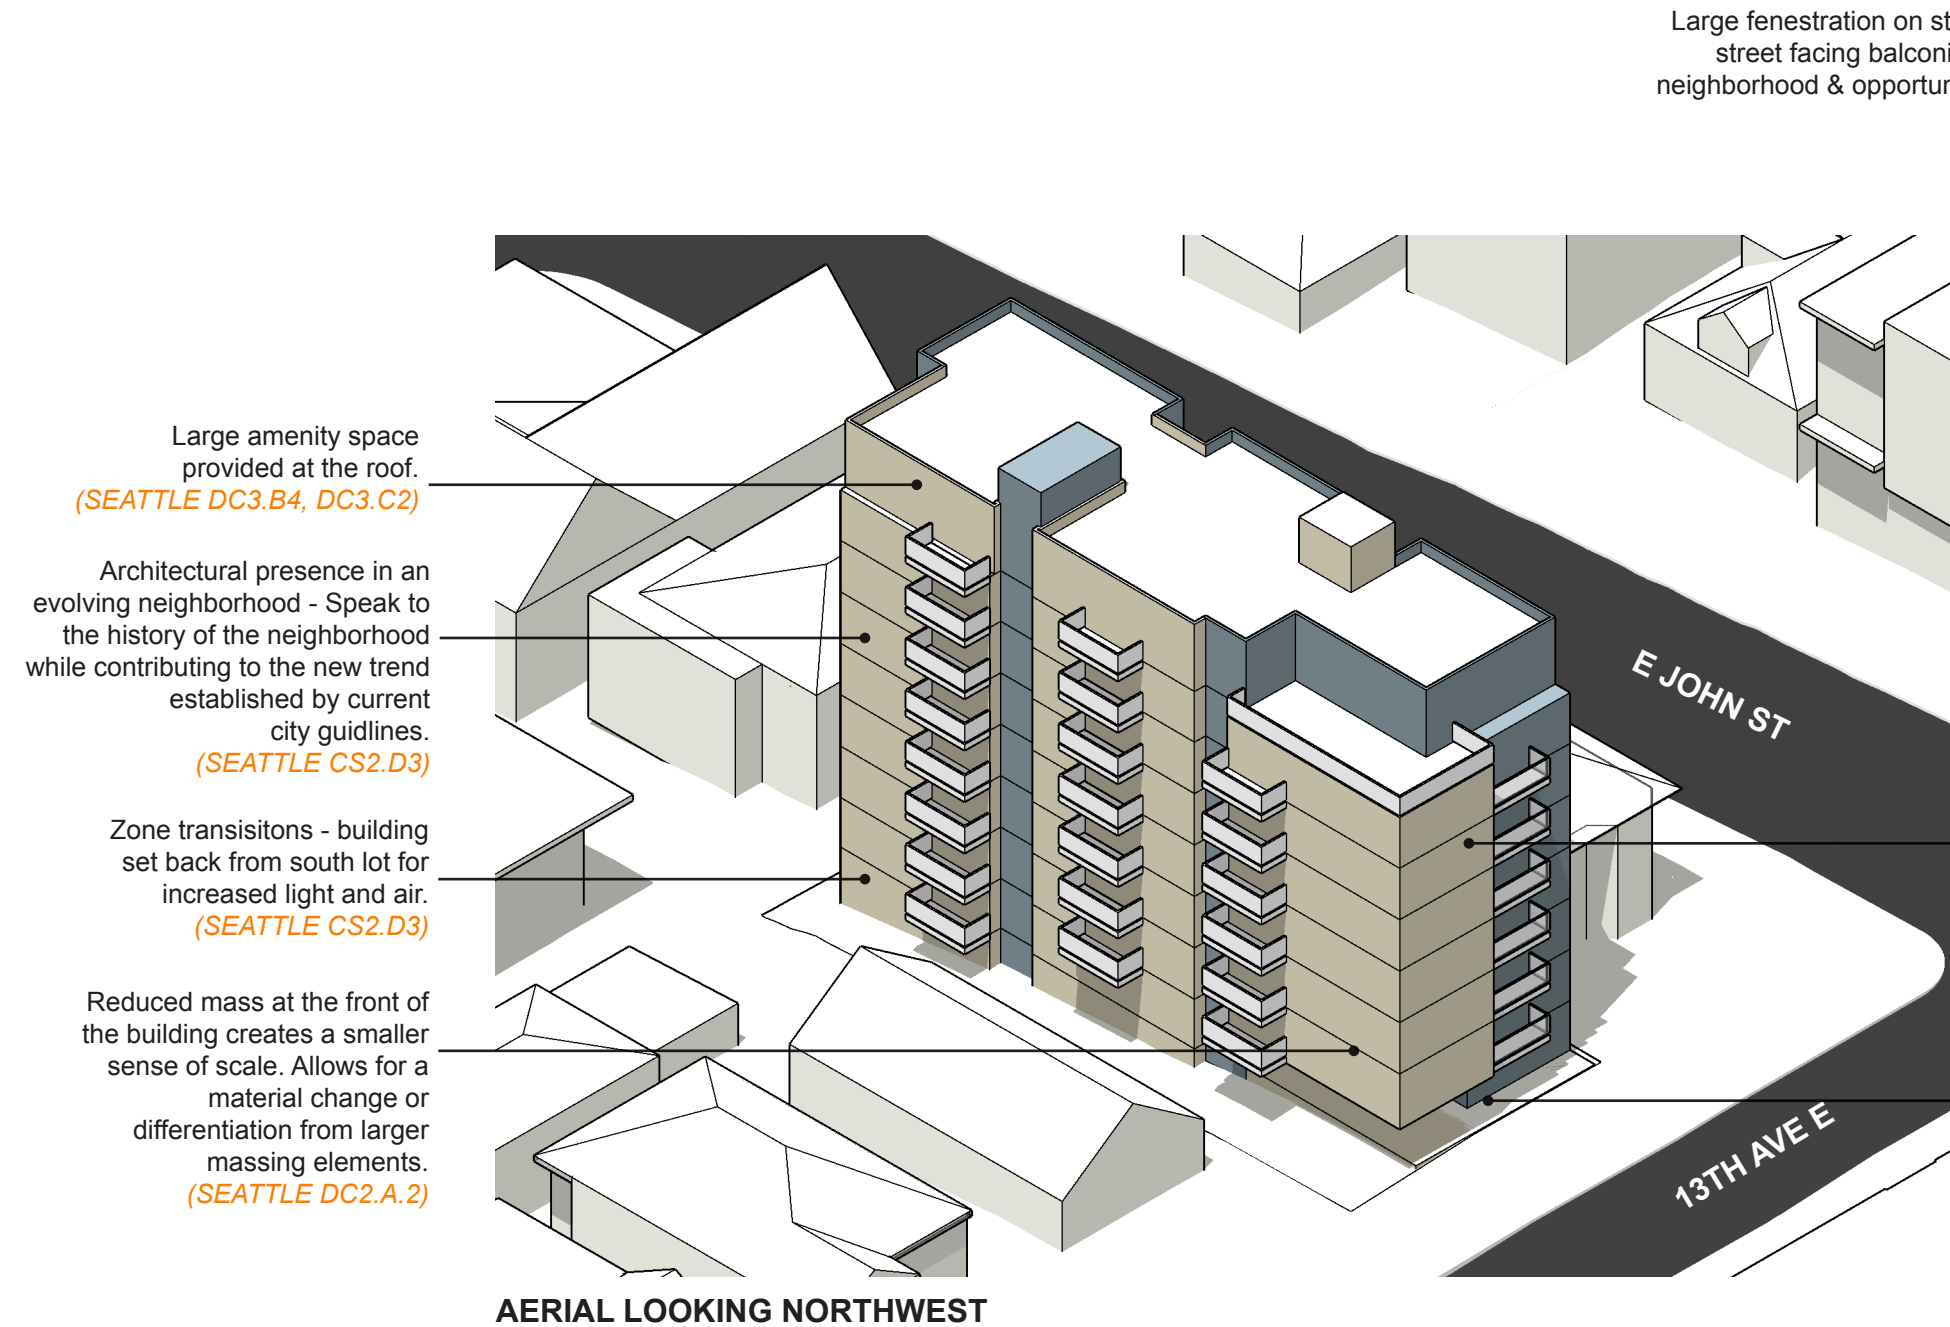 Large fenestration on
street facing
neighborhood &
Large amenity space
provided at the roof.
(SEATTLE DC3.B4, DC3.C2)
Architectural presence in an
evolving neighborhood - Speak to
the history of the neighborhood
while contributing to the new trend
established by current
city guidlines.
(SEATTLE CS2.D3)
Zone transisitons - building
set back from south lot for
increased light and air.
(SEATTLE CS2.D3)
Reduced mass at the front of
the building creates a smaller
sense of scale. Allows for a
material change or
differentiation from larger
massing elements.
(SEATTLE DC2.A.2)
E JOHN ST
13TH AVE E
AERIAL LOOKING NORTHWEST